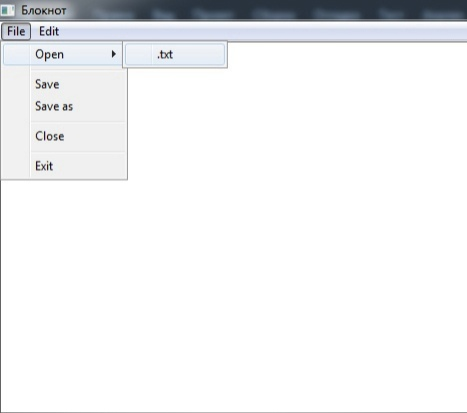 Блокнот
File Edit
Open .txt
Save
Save as
Close
Exit